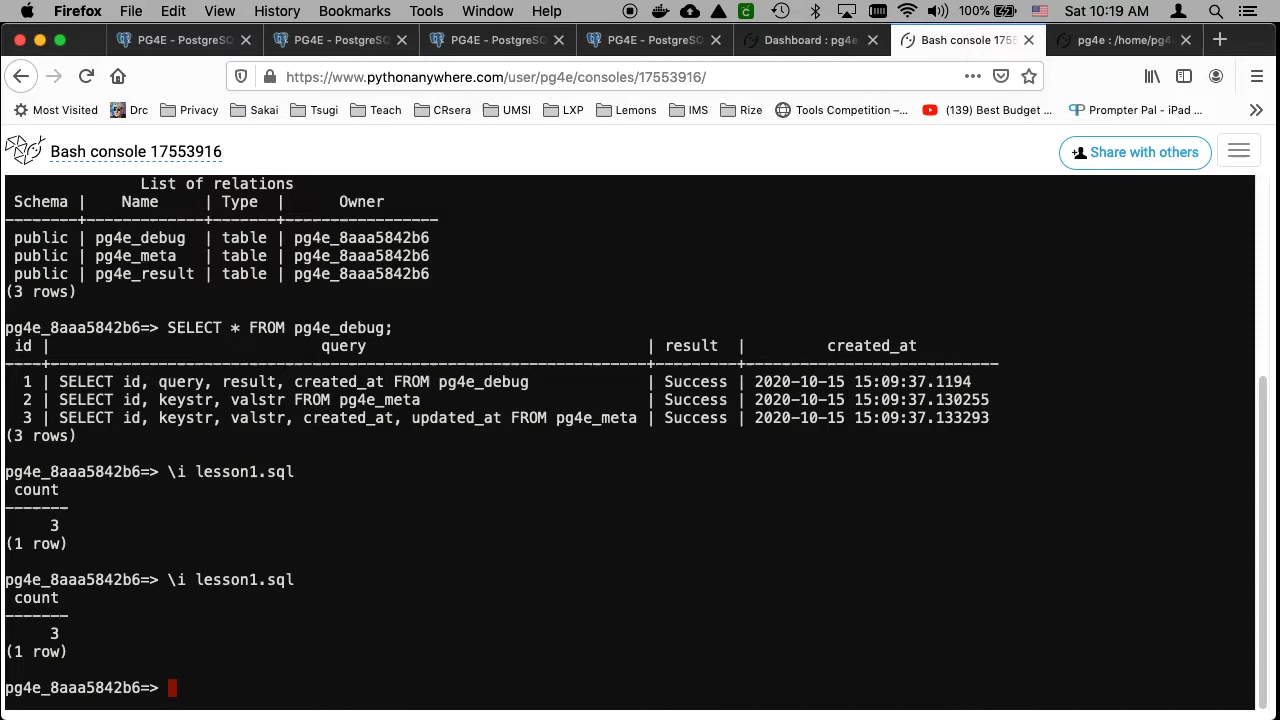 Firefox File Edit View History Bookmarks Tools Window Help 100% Sat 10:19 AM
PG4E - PostgreSQ PG4E - PostgreSQ PG4E - PostgreSQ PG4E - PostgreSQ Dashboard : pg4e Bash console 1755 pg4e : /home/pg4
https://www.pythonanywhere.com/user/pg4e/consoles/17553916/
Most Visited Drc Privacy Sakai Tsugi Teach CRsera UMSI LXP Lemons IMS Rize Tools Competition –... (139) Best Budget ... Prompter Pal - iPad ...
Bash console 17553916 Share with others
List of relations
Schema | Name | Type | Owner
--------+-------------+-------+-----------------
public | pg4e_debug | table | pg4e_8aaa5842b6
public | pg4e_meta | table | pg4e_8aaa5842b6
public | pg4e_result | table | pg4e_8aaa5842b6
(3 rows)
pg4e_8aaa5842b6=> SELECT * FROM pg4e_debug;
id | query | result | created_at
----+------------------------------------------------------------------+---------+----------------------------
1 | SELECT id, query, result, created_at FROM pg4e_debug | Success | 2020-10-15 15:09:37.1194
2 | SELECT id, keystr, valstr FROM pg4e_meta | Success | 2020-10-15 15:09:37.130255
3 | SELECT id, keystr, valstr, created_at, updated_at FROM pg4e_meta | Success | 2020-10-15 15:09:37.133293
(3 rows)
pg4e_8aaa5842b6=> \i lesson1.sql
count
-------
3
(1 row)
pg4e_8aaa5842b6=> \i lesson1.sql
count
-------
3
(1 row)
pg4e_8aaa5842b6=>